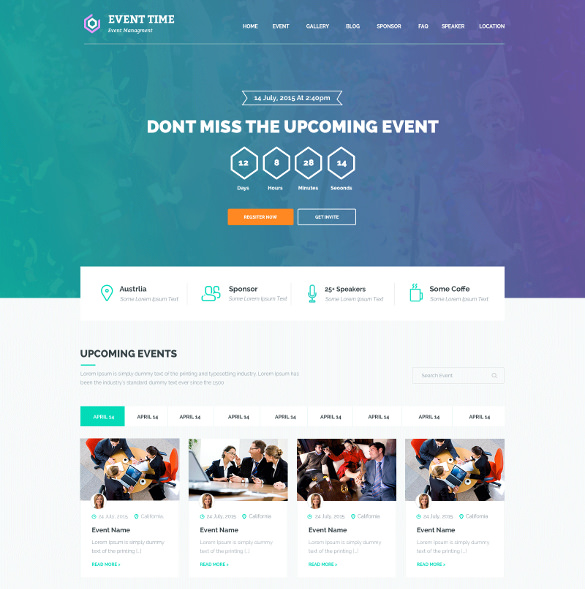 EVENT TIME
Event Managment
HOME EVENT GALLERY BLOG SPONSOR FAQ SPEAKER LOCATION
14 July, 2015 At 2:40pm
DONT MISS THE UPCOMING EVENT
12 8 28 14
Days Hours Minutes Seconds
REGSITER NOW GET INVITE
Austrlia Sponsor 25+ Speakers Some Coffe
Some Lorem Ipsum Text Some Lorem Ipsum Text Some Lorem Ipsum Text Some Lorem Ipsum Text
UPCOMING EVENTS
Lorem Ipsum is simply dummy text of the printing and typesetting industry. Lorem Ipsum has
been the industry's standard dummy text ever since the 1500
Search Event
APRIL 14 APRIL 14 APRIL 14 APRIL 14 APRIL 14 APRIL 14 APRIL 14 APRIL 14 APRIL 14
24 July, 2015 California 24 July, 2015 California 24 July, 2015 California 24 July, 2015 California
Event Name Event Name Event Name Event Name
Lorem Ipsum is simply dummy Lorem Ipsum is simply dummy Lorem Ipsum is simply dummy Lorem Ipsum is simply dummy
text of the printing [...] text of the printing [...] text of the printing [...] text of the printing [...]
READ MORE » READ MORE » READ MORE » READ MORE »